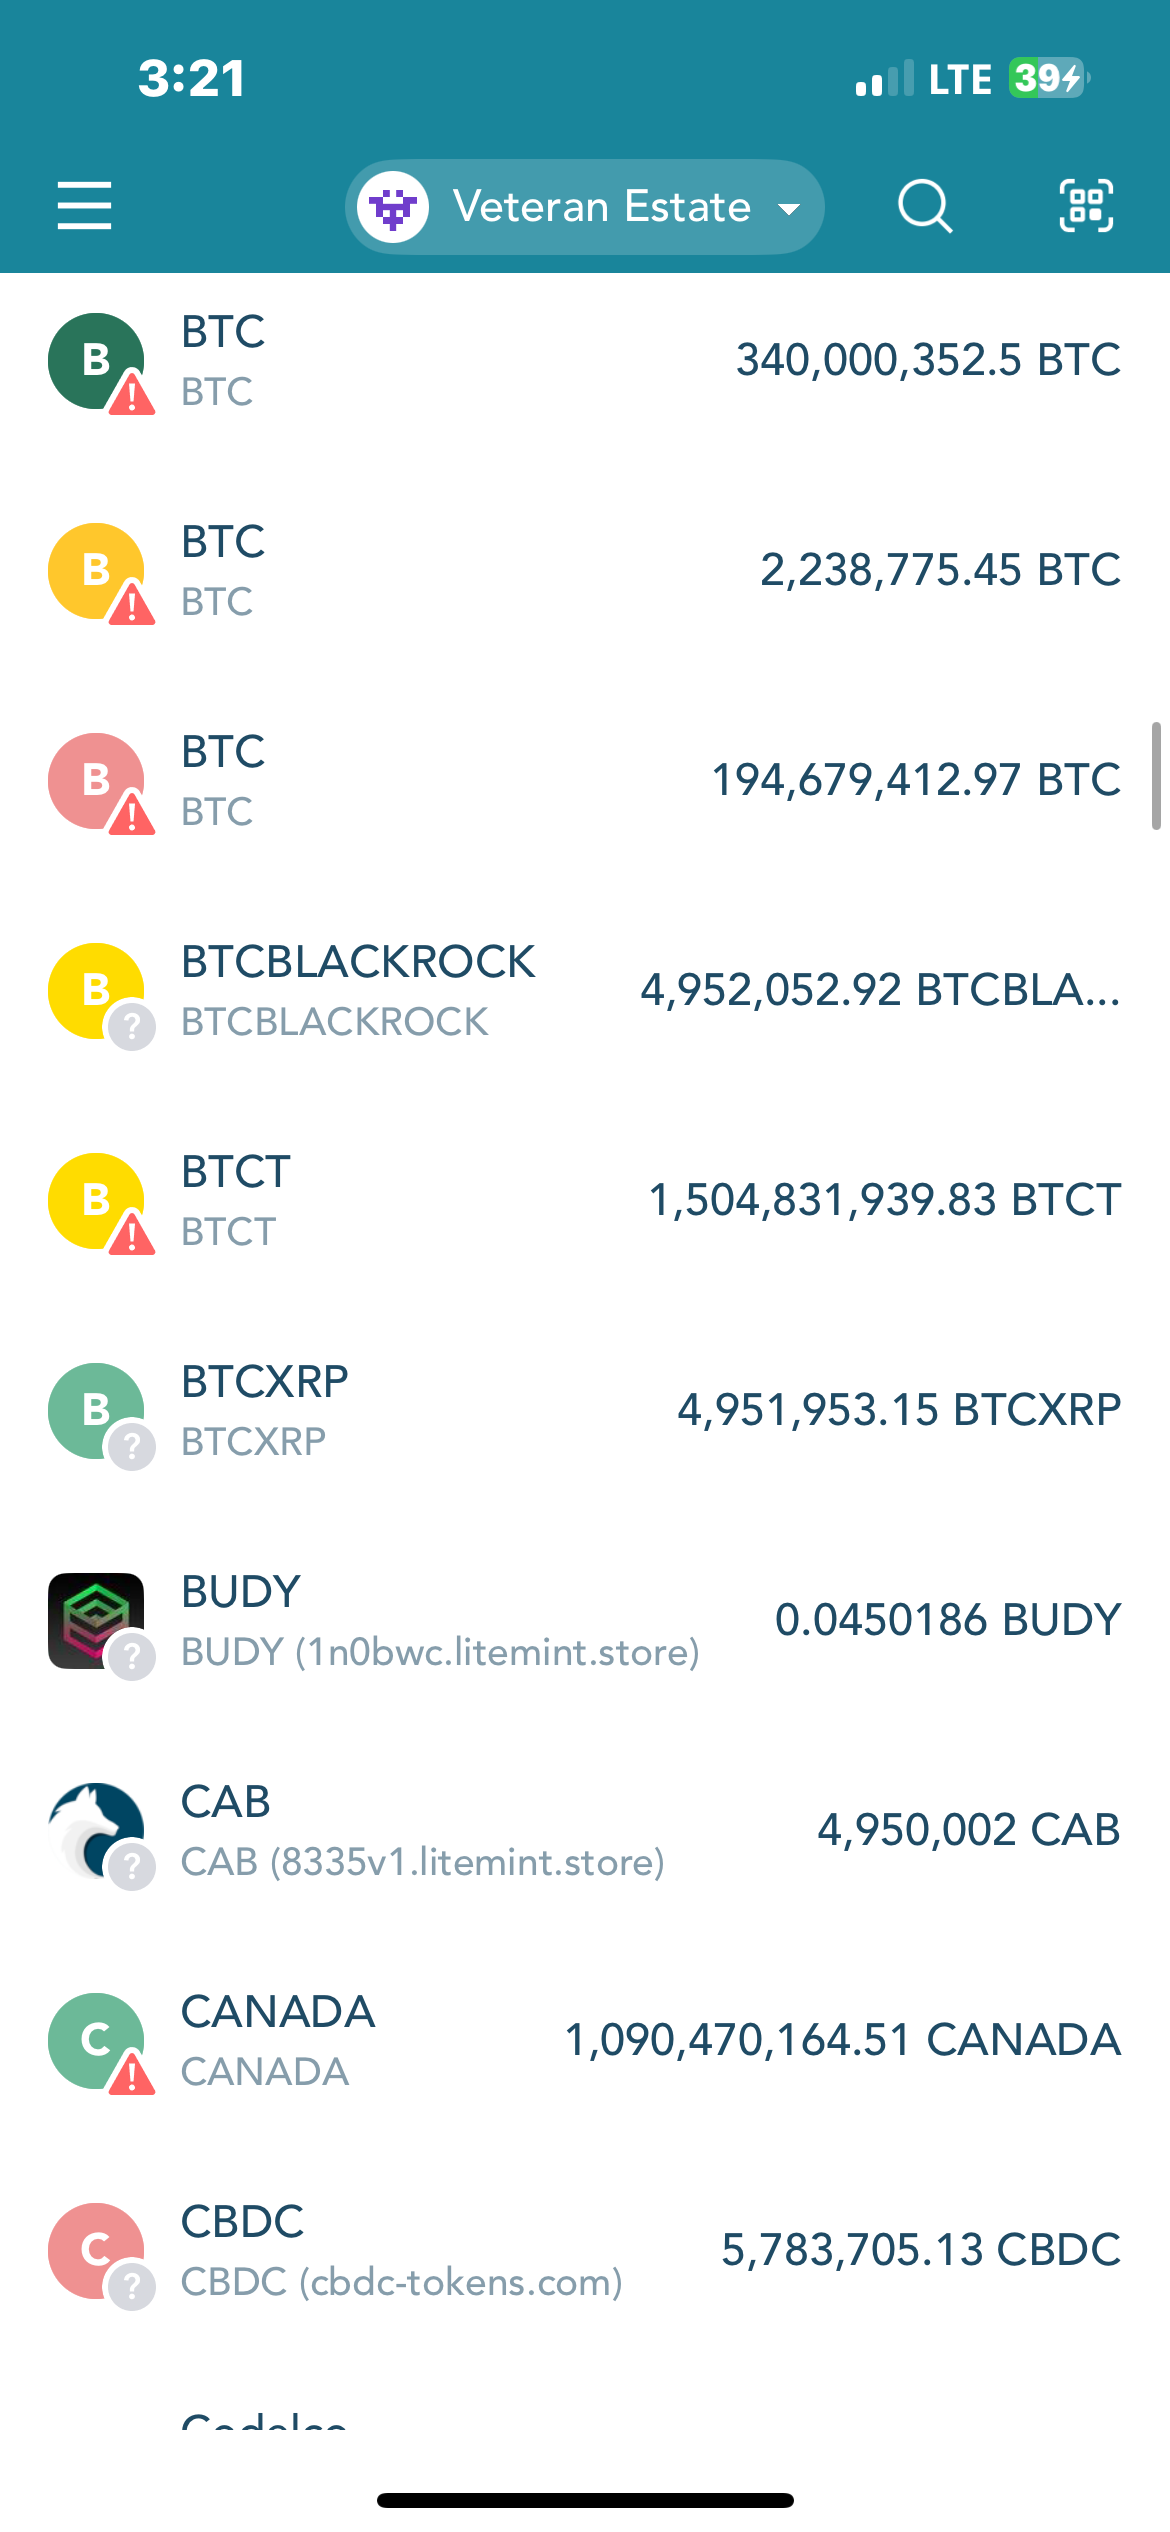 3:21
LTE 39
Veteran Estate
B BTC
BTC
340,000,352.5 BTC
B BTC
BTC
2,238,775.45 BTC
B BTC
BTC
194,679,412.97 BTC
B BTCBLACKROCK
BTCBLACKROCK
4,952,052.92 BTCBLA...
?
B BTCT
BTCT
1,504,831,939.83 BTCT
B BTCXRP
BTCXRP
4,951,953.15 BTCXRP
?
BUDY
BUDY (1n0bwc.litemint.store)
0.0450186 BUDY
?
CAB
CAB (8335v1.litemint.store)
4,950,002 CAB
?
C CANADA
CANADA
1,090,470,164.51 CANADA
C CBDC
CBDC (cbdc-tokens.com)
5,783,705.13 CBDC
?